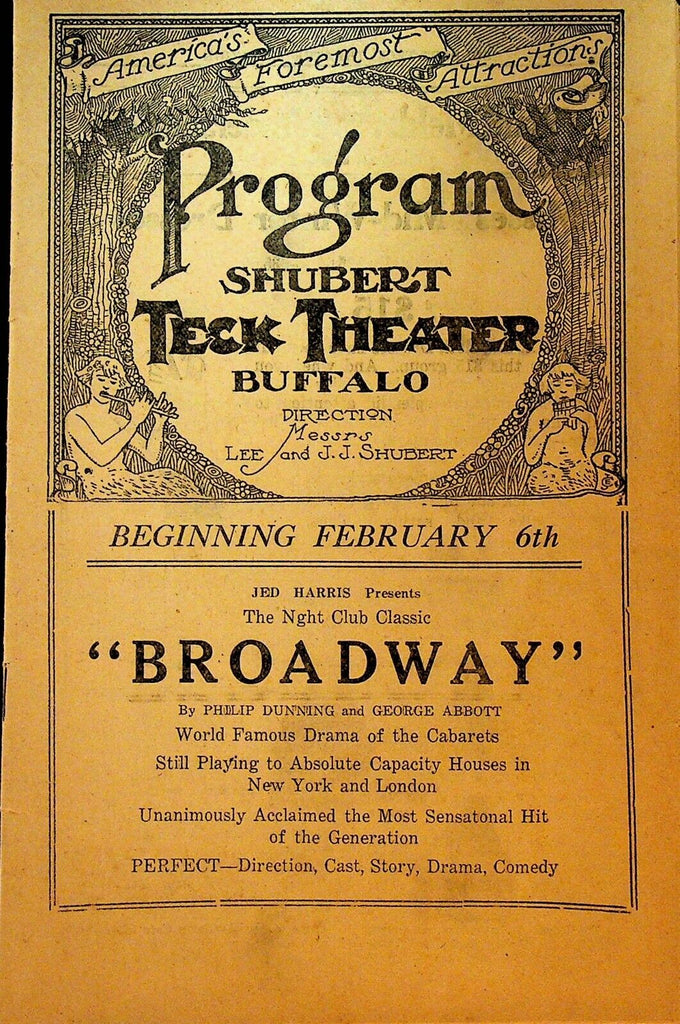 America's Foremost Attractions
Program
SHUBERT
TECK THEATER
BUFFALO
DIRECTION
Messrs
LEE and J.J. SHUBERT
BEGINNING FEBRUARY 6th
JED HARRIS Presents
The Nght Club Classic
“BROADWAY”
By PHILIP DUNNING and GEORGE ABBOTT
World Famous Drama of the Cabarets
Still Playing to Absolute Capacity Houses in
New York and London
Unanimously Acclaimed the Most Sensatonal Hit
of the Generation
PERFECT—Direction, Cast, Story, Drama, Comedy